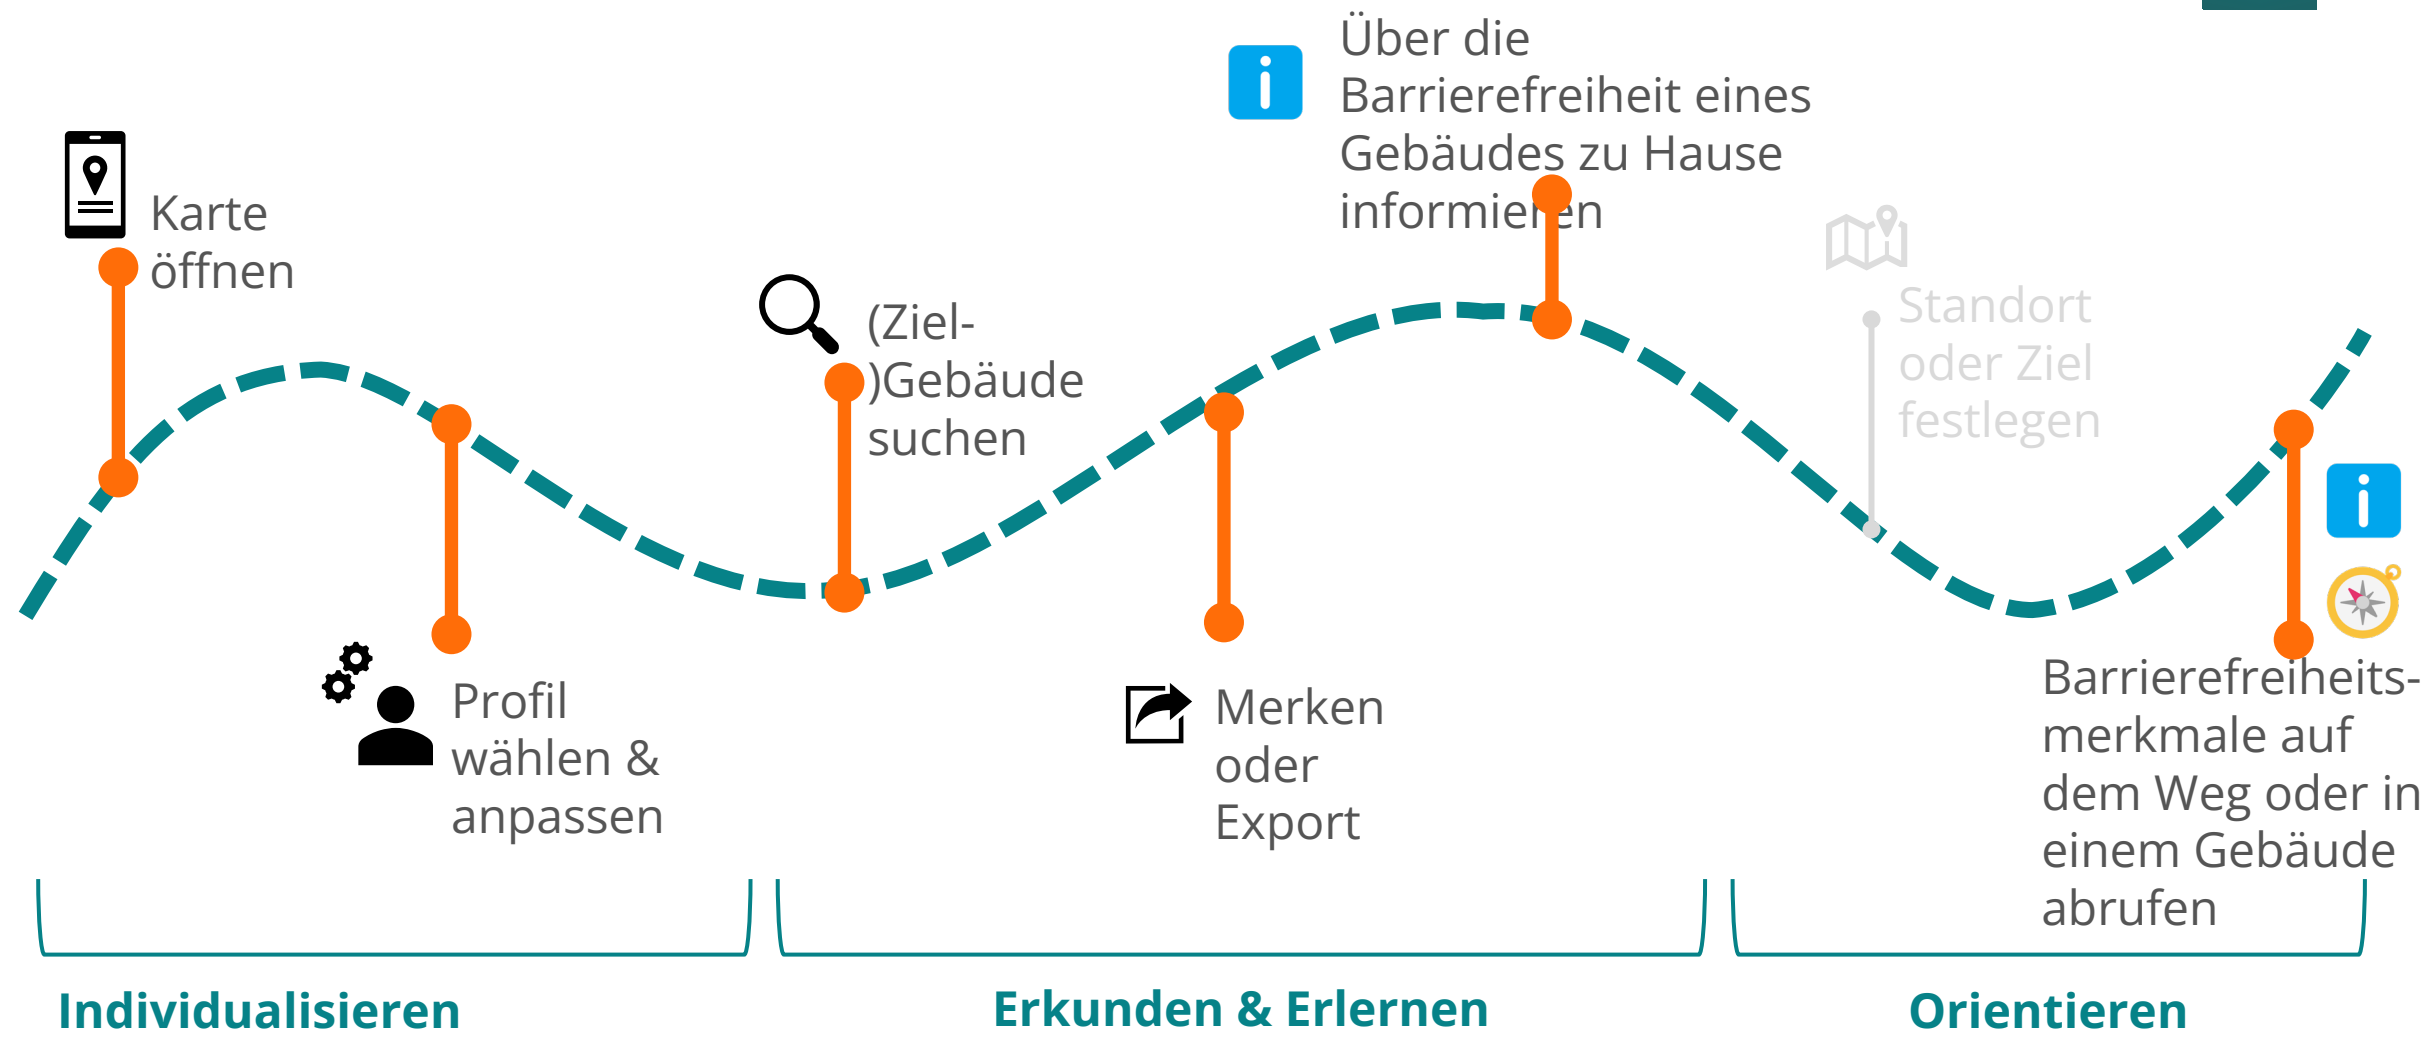 Karte
öffnen
Profil
wählen &
anpassen
(Ziel-
)Gebäude
suchen
Merken
oder
Export
Über die
Barrierefreiheit eines
Gebäudes zu Hause
informieren
Standort
oder Ziel
festlegen
Barrierefreiheits-
merkmale auf
dem Weg oder in
einem Gebäude
abrufen
Individualisieren
Erkunden & Erlernen
Orientieren